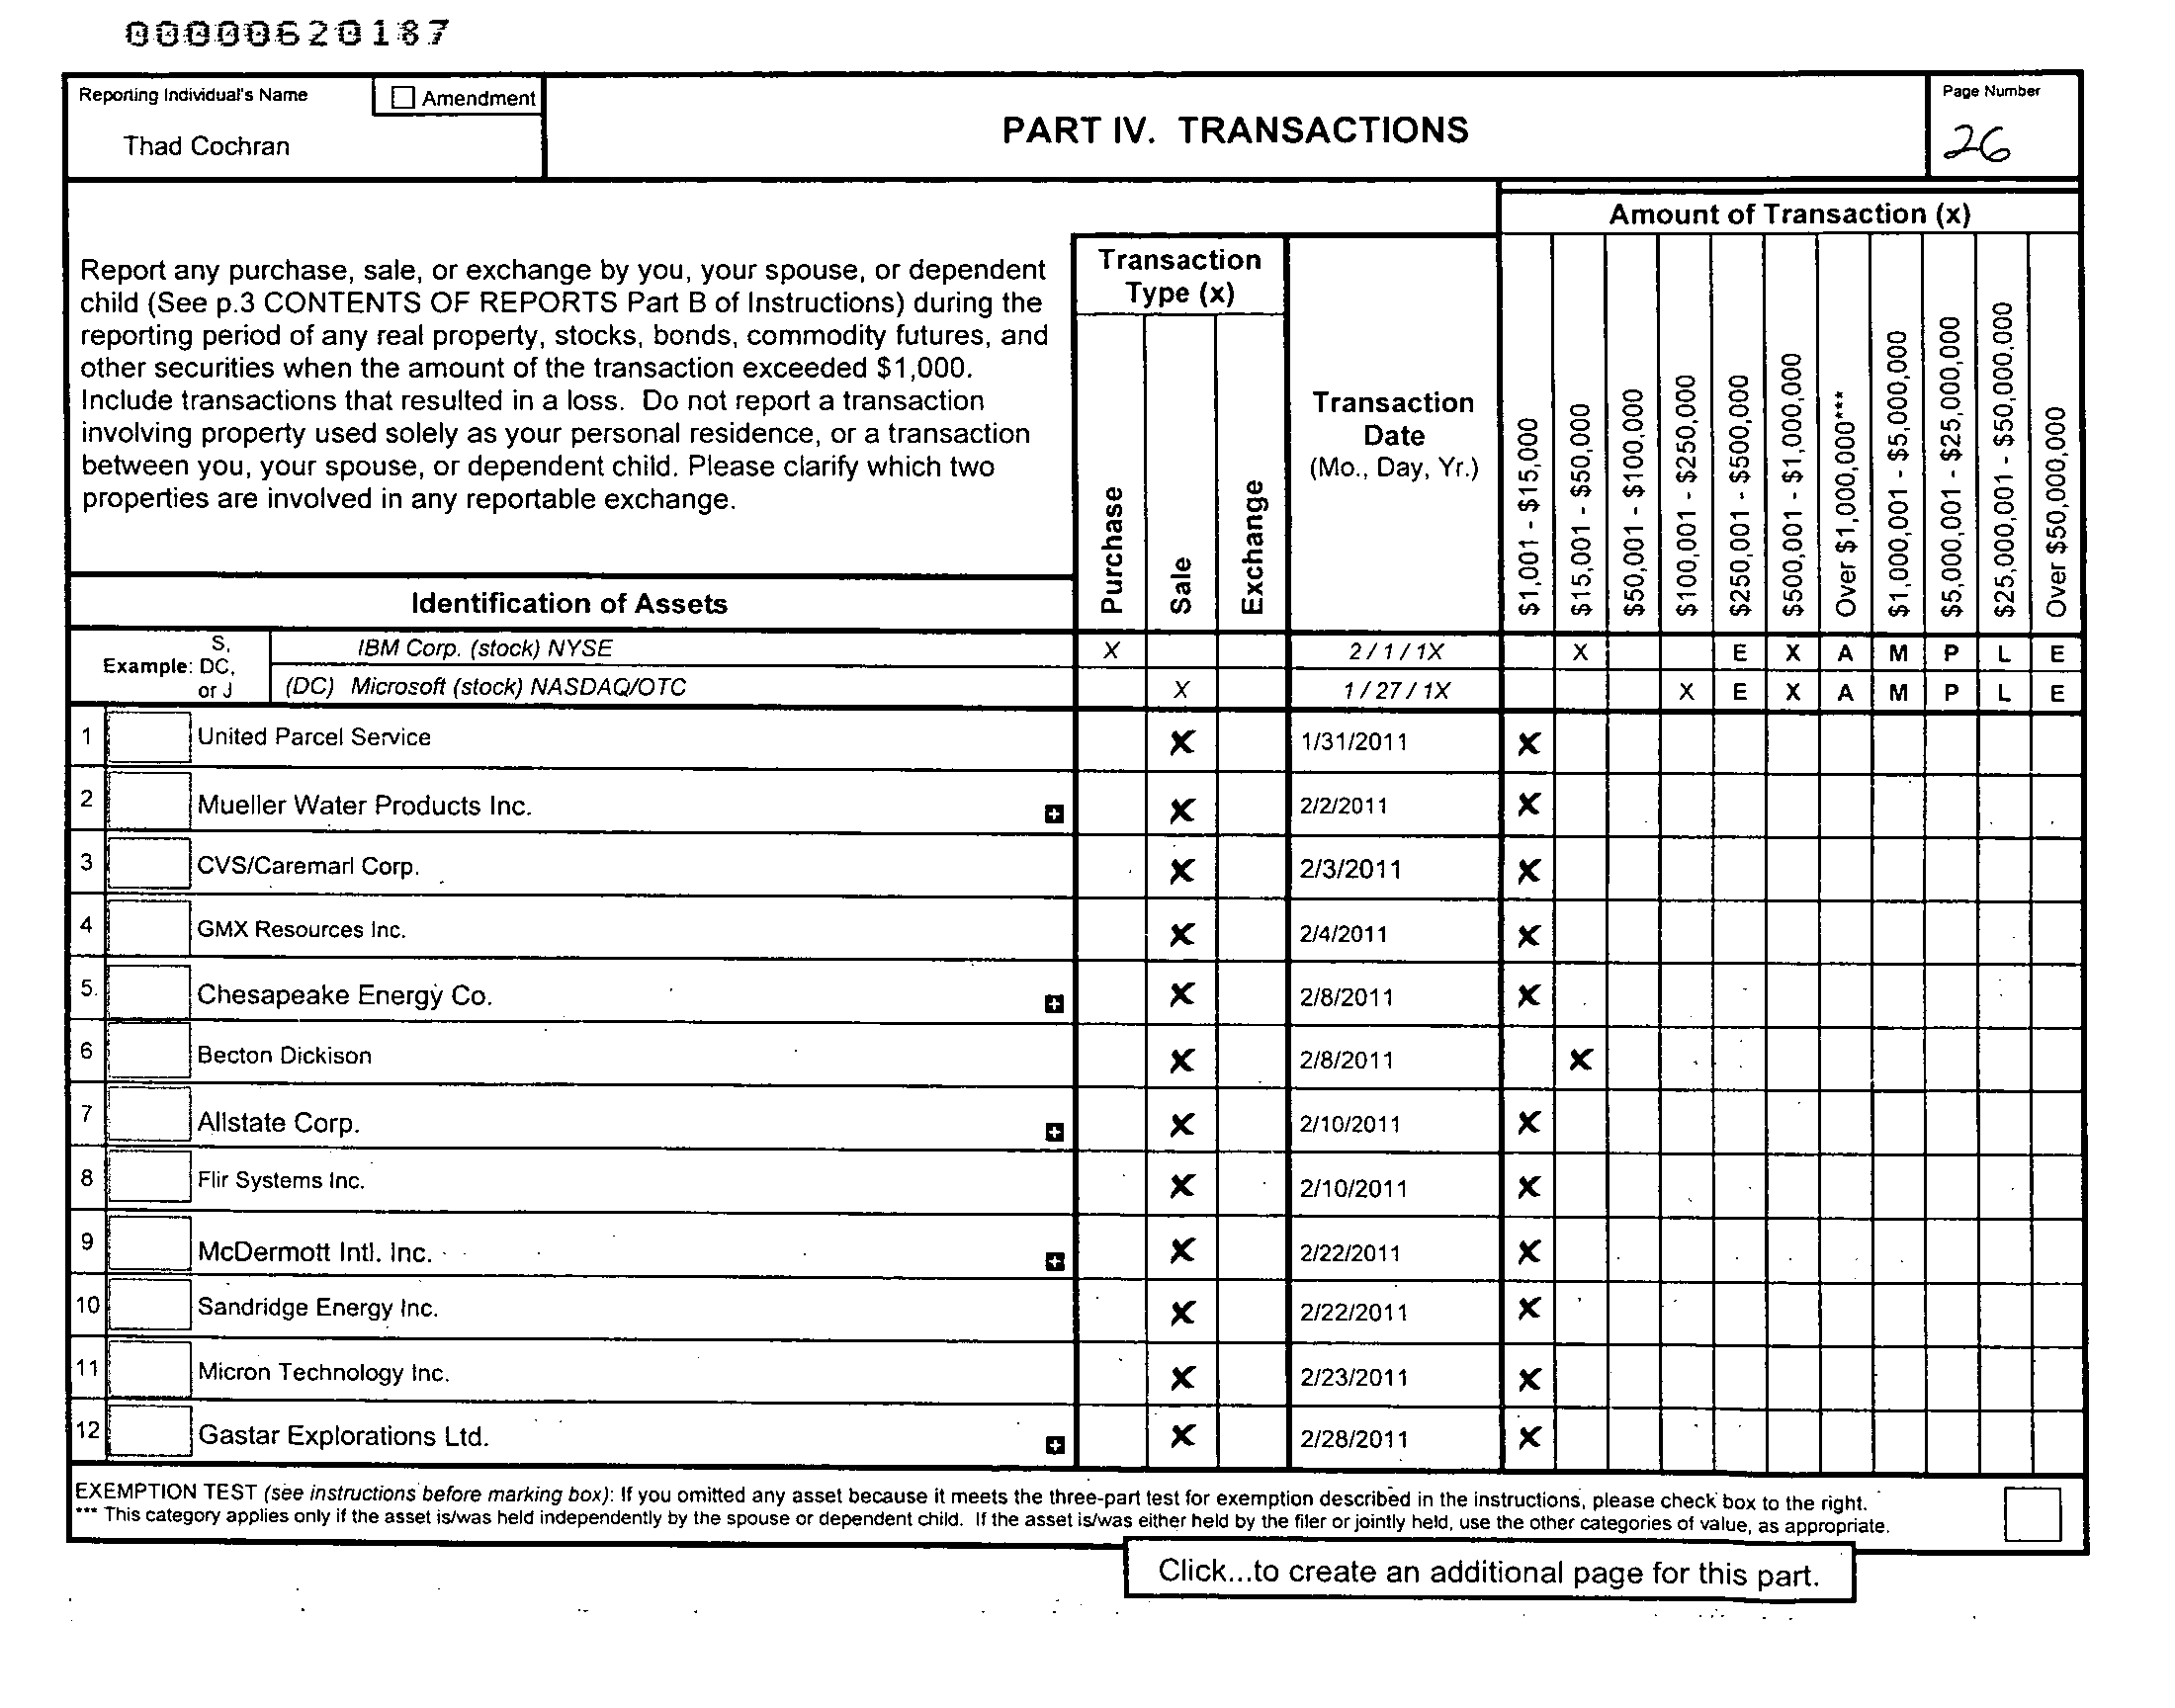 00000620187
Reporting Individual's Name
Amendment
Thad Cochran
PART IV. TRANSACTIONS
Page Number
26
Amount of Transaction (x)
Report any purchase, sale, or exchange by you, your spouse, or dependent
child (See p.3 CONTENTS OF REPORTS Part B of Instructions) during the
reporting period of any real property, stocks, bonds, commodity futures, and
other securities when the amount of the transaction exceeded $1,000.
Include transactions that resulted in a loss. Do not report a transaction
involving property used solely as your personal residence, or a transaction
between you, your spouse, or dependent child. Please clarify which two
properties are involved in any reportable exchange.
Transaction
Type (x)
Purchase
Sale
Exchange
Transaction
Date
(Mo., Day, Yr.)
$1,001 - $15,000
$15,001 - $50,000
$50,001 - $100,000
$100,001 - $250,000
$250,001 - $500,000
$500,001 - $1,000,000
Over $1,000,000***
$1,000,001 - $5,000,000
$5,000,001 - $25,000,000
$25,000,001 - $50,000,000
Over $50,000,000
Identification of Assets
Example: S, DC, or J
IBM Corp. (stock) NYSE X 2 / 1 / 1X X E X A M P L E
(DC) Microsoft (stock) NASDAQ/OTC X 1 / 27 / 1X X E X A M P L E
1 United Parcel Service X 1/31/2011 X
2 Mueller Water Products Inc. + X 2/2/2011 X
3 CVS/Caremarl Corp. X 2/3/2011 X
4 GMX Resources Inc. X 2/4/2011 X
5. Chesapeake Energy Co. + X 2/8/2011 X
6 Becton Dickison X 2/8/2011 X
7 Allstate Corp. + X 2/10/2011 X
8 Flir Systems Inc. X 2/10/2011 X
9 McDermott Intl. Inc. + X 2/22/2011 X
10 Sandridge Energy Inc. X 2/22/2011 X
11 Micron Technology Inc. X 2/23/2011 X
12 Gastar Explorations Ltd. + X 2/28/2011 X
EXEMPTION TEST (see instructions before marking box): If you omitted any asset because it meets the three-part test for exemption described in the instructions, please check box to the right.
*** This category applies only if the asset is/was held independently by the spouse or dependent child. If the asset is/was either held by the filer or jointly held, use the other categories of value, as appropriate.
Click...to create an additional page for this part.